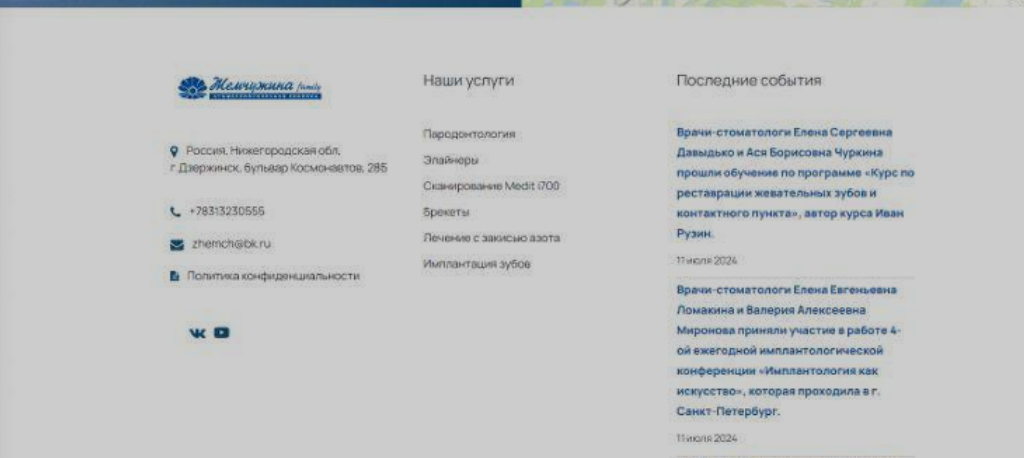 Жемчужина family
стоматологическая клиника
Россия, Нижегородская обл,
г Дзержинск, бульвар Космонавтов, 28Б
+78313230555
zhemch@bk.ru
Политика конфиденциальности
Наши услуги
Пародонтология
Элайнеры
Сканирование Medit i700
Брекеты
Лечение с закисью азота
Имплантация зубов
Последние события
Врачи-стоматологи Елена Сергеевна
Давыдько и Ася Борисовна Чуркина
прошли обучение по программе «Курс по
реставрации жевательных зубов и
контактного пункта», автор курса Иван
Рузин.
11 июля 2024
Врачи-стоматологи Елена Евгеньевна
Ломакина и Валерия Алексеевна
Миронова приняли участие в работе 4-
ой ежегодной имплантологической
конференции «Имплантология как
искусство», которая проходила в г.
Санкт-Петербург.
11 июля 2024